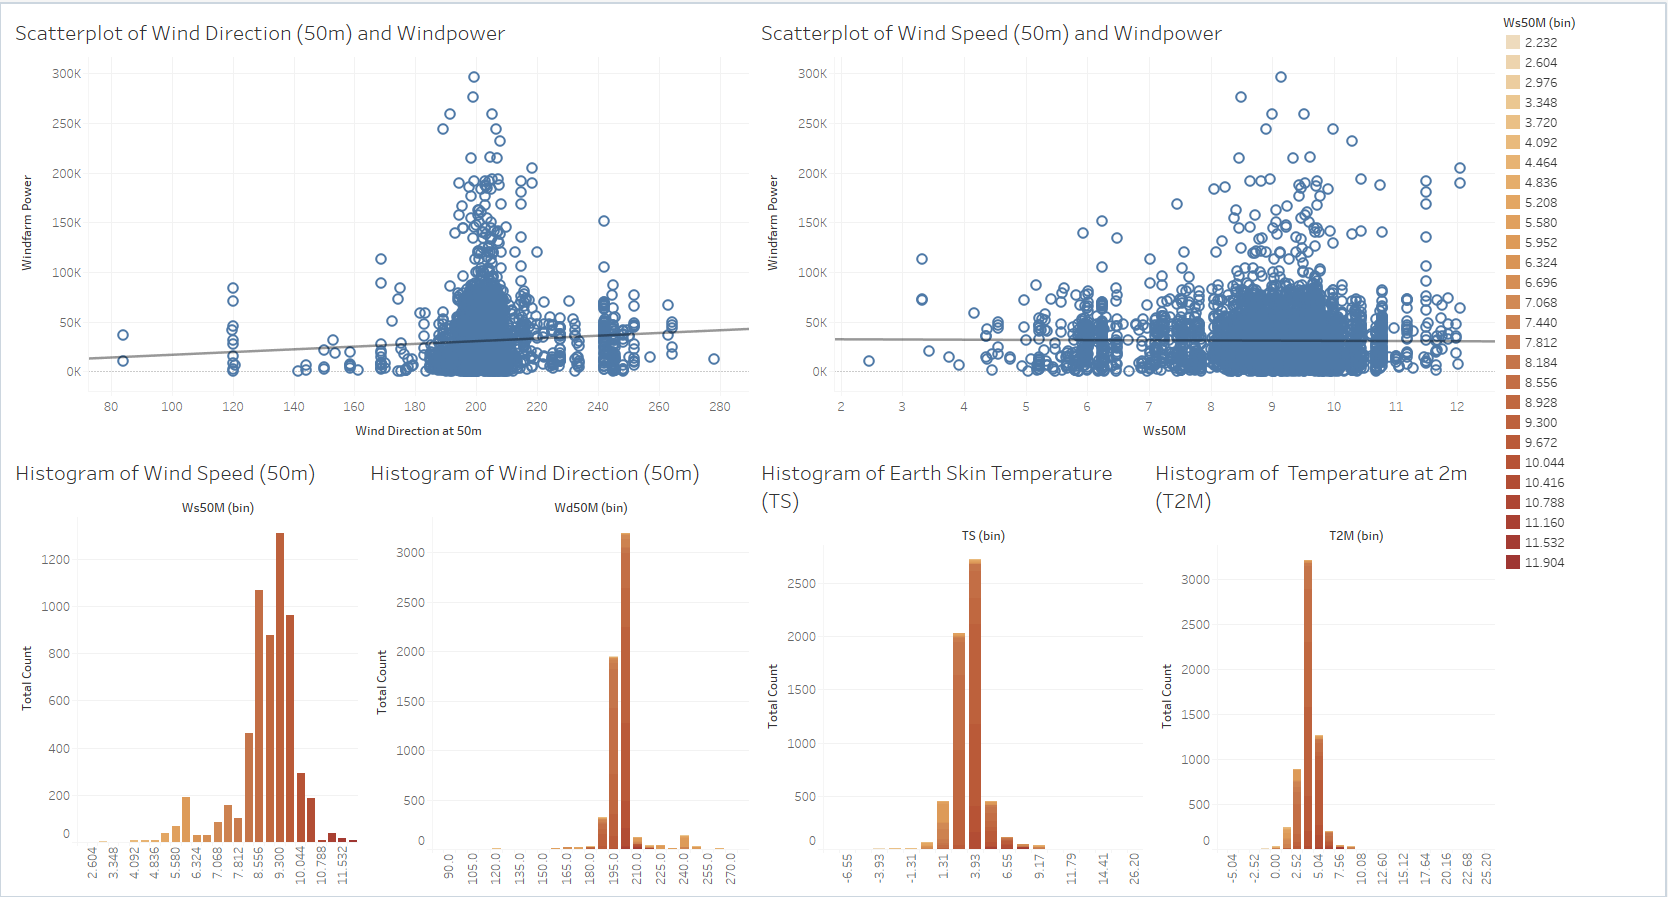 Scatterplot of Wind Direction (50m) and Windpower
300K
250K
200K
150K
100K
50K
0K
Windfarm Power
80 100 120 140 160 180 200 220 240 260 280
Wind Direction at 50m
Scatterplot of Wind Speed (50m) and Windpower
300K
250K
200K
150K
100K
50K
0K
Windfarm Power
2 3 4 5 6 7 8 9 10 11 12
Ws50M
Ws50M (bin)
2.232
2.604
2.976
3.348
3.720
4.092
4.464
4.836
5.208
5.580
5.952
6.324
6.696
7.068
7.440
7.812
8.184
8.556
8.928
9.300
9.672
10.044
10.416
10.788
11.160
11.532
11.904
Histogram of Wind Speed (50m)
Ws50M (bin)
1200
1000
800
600
400
200
0
Total Count
2.604 3.348 4.092 4.836 5.580 6.324 7.068 7.812 8.556 9.300 10.044 10.788 11.532
Histogram of Wind Direction (50m)
Wd50M (bin)
3000
2500
2000
1500
1000
500
0
Total Count
90.0 105.0 120.0 135.0 150.0 165.0 180.0 195.0 210.0 225.0 240.0 255.0 270.0
Histogram of Earth Skin Temperature
(TS)
TS (bin)
2500
2000
1500
1000
500
0
Total Count
-6.55 -3.93 -1.31 1.31 3.93 6.55 9.17 11.79 14.41 26.20
Histogram of  Temperature at 2m
(T2M)
T2M (bin)
3000
2500
2000
1500
1000
500
0
Total Count
-5.04 -2.52 0.00 2.52 5.04 7.56 10.08 12.60 15.12 17.64 20.16 22.68 25.20